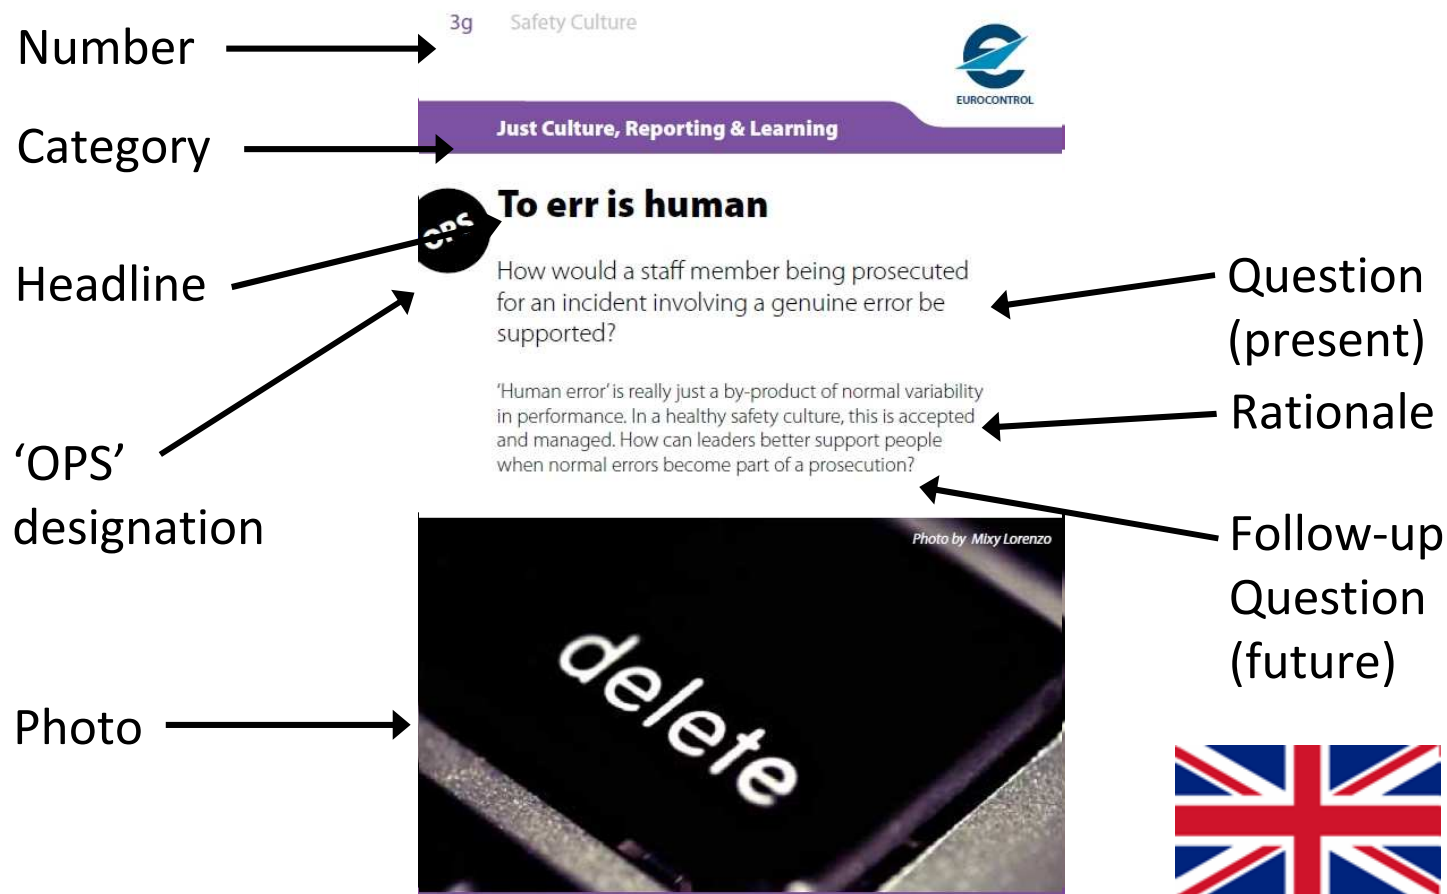 Number
Category
Headline
‘OPS’
designation
Photo
3g Safety Culture
EUROCONTROL
Just Culture, Reporting & Learning
OPS
To err is human
How would a staff member being prosecuted
for an incident involving a genuine error be
supported?
‘Human error’ is really just a by-product of normal variability
in performance. In a healthy safety culture, this is accepted
and managed. How can leaders better support people
when normal errors become part of a prosecution?
Photo by Mixy Lorenzo
delete
Question
(present)
Rationale
Follow-up
Question
(future)